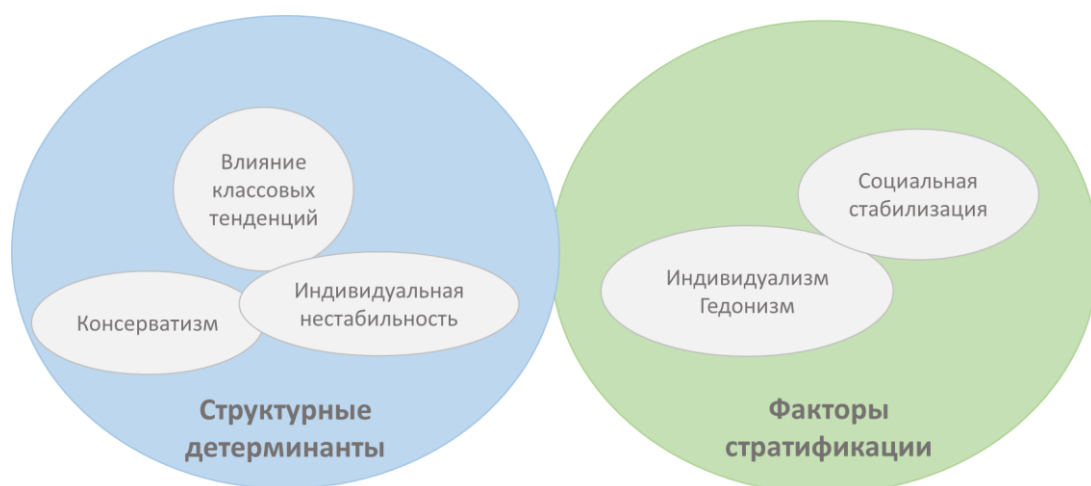 Влияние
классовых
тенденций
Консерватизм
Индивидуальная
нестабильность
Структурные
детерминанты
Социальная
стабилизация
Индивидуализм
Гедонизм
Факторы
стратификации